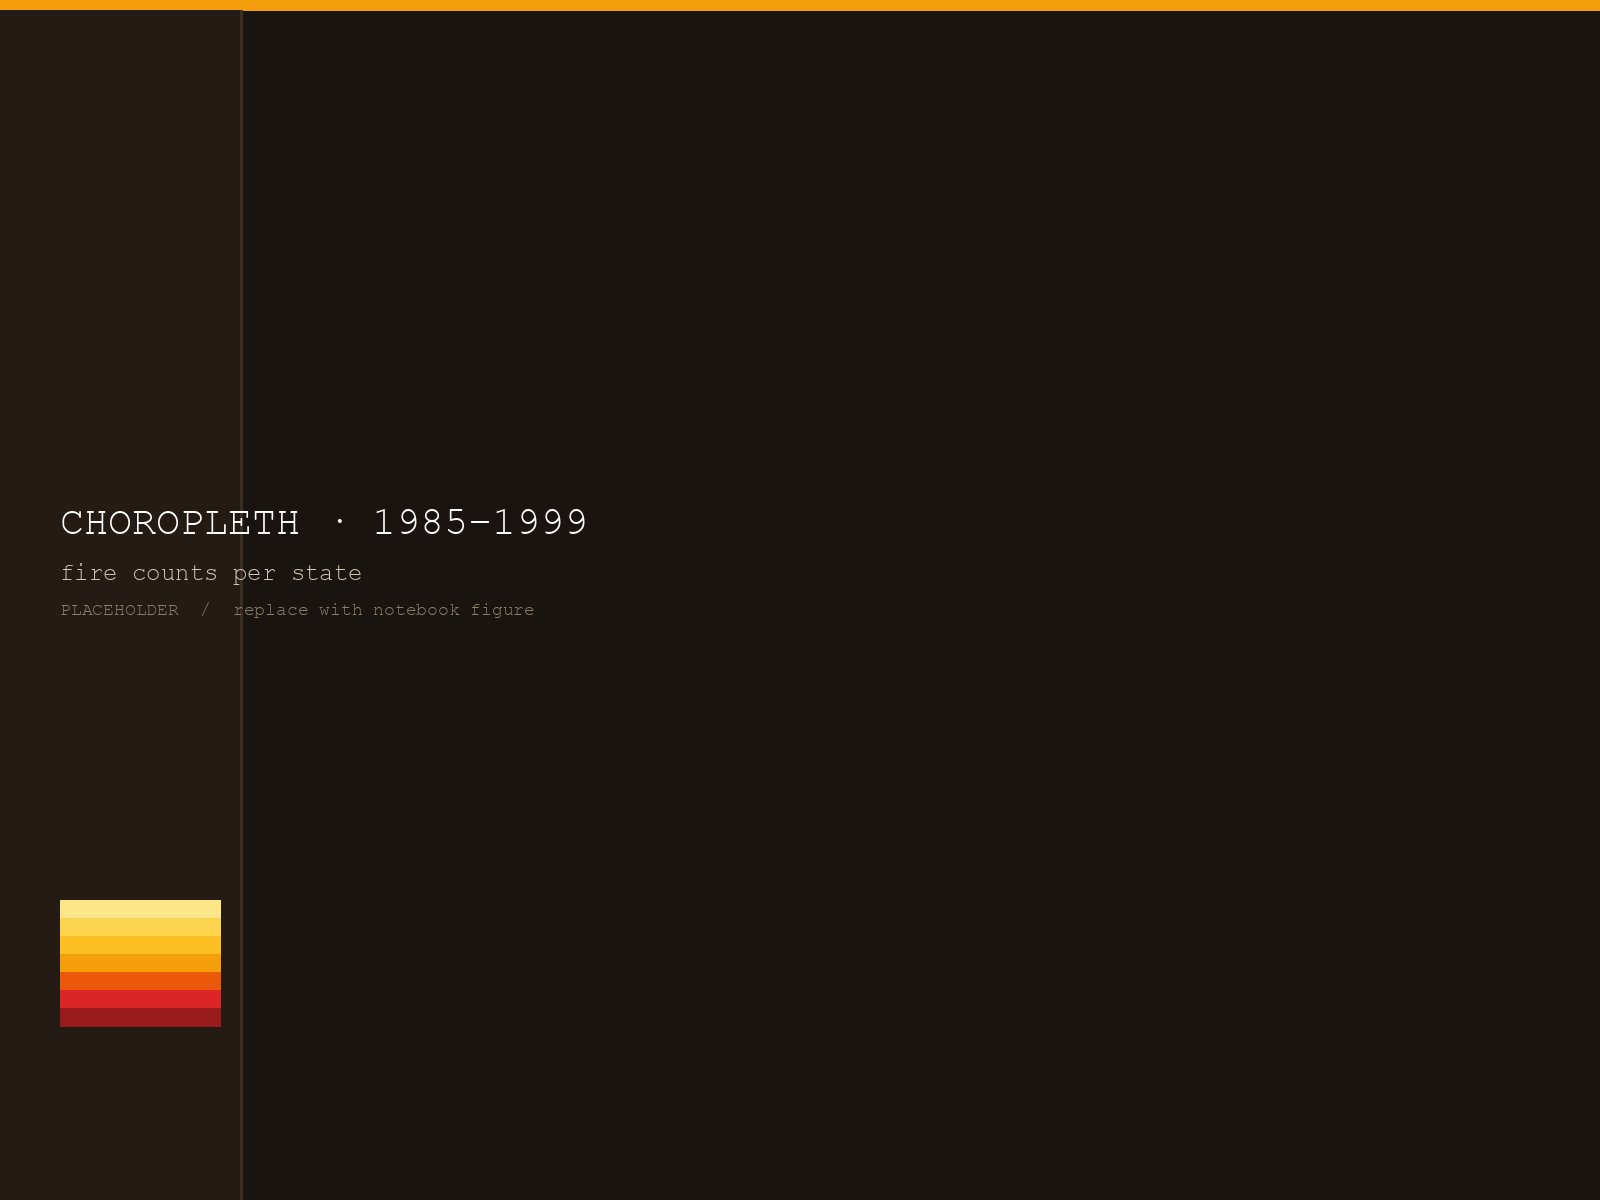 CHOROPLETH · 1985–1999
fire counts per state
PLACEHOLDER / replace with notebook figure